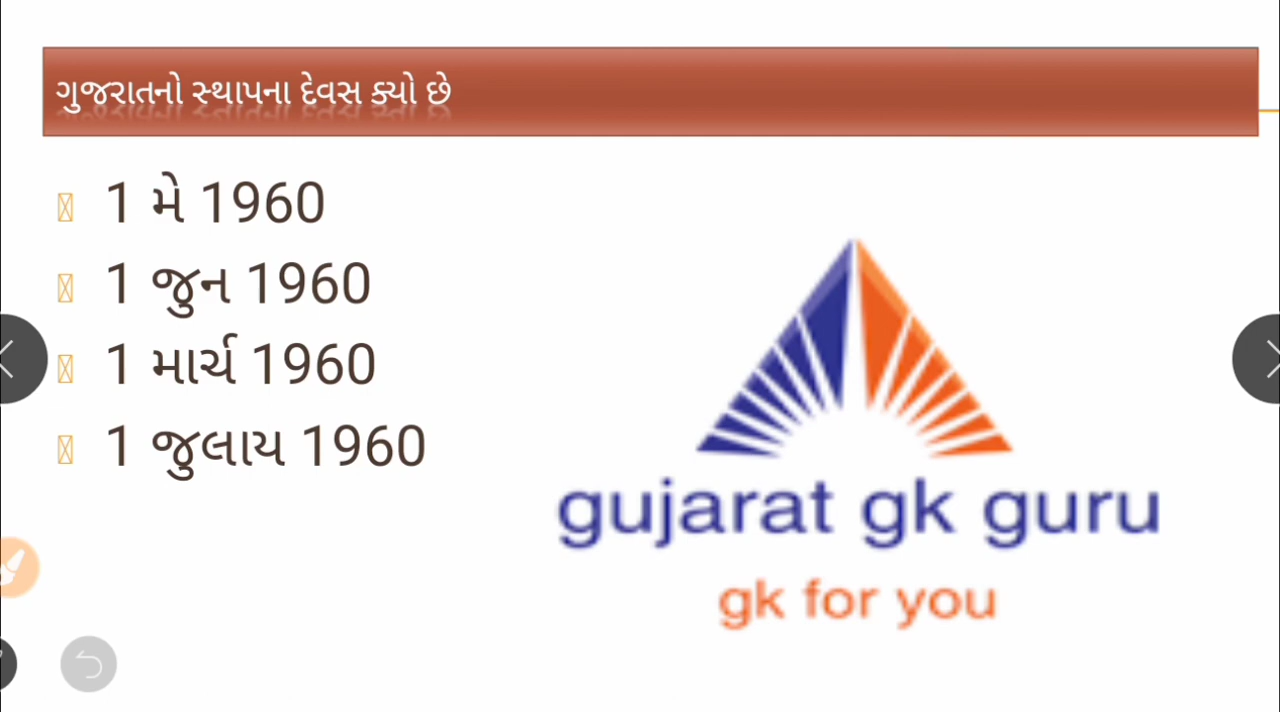 ગુજરાતનો સ્થાપના દેવસ ક્યો છે
1 મે 1960
1 જુન 1960
1 માર્ચ 1960
1 જુલાય 1960
gujarat gk guru
gk for you